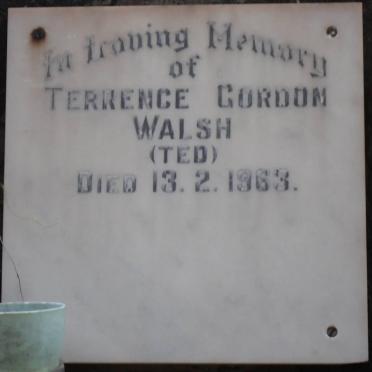 In Loving Memory
of
TERRENCE GORDON
WALSH
(TED)
DIED 13. 2. 1963.